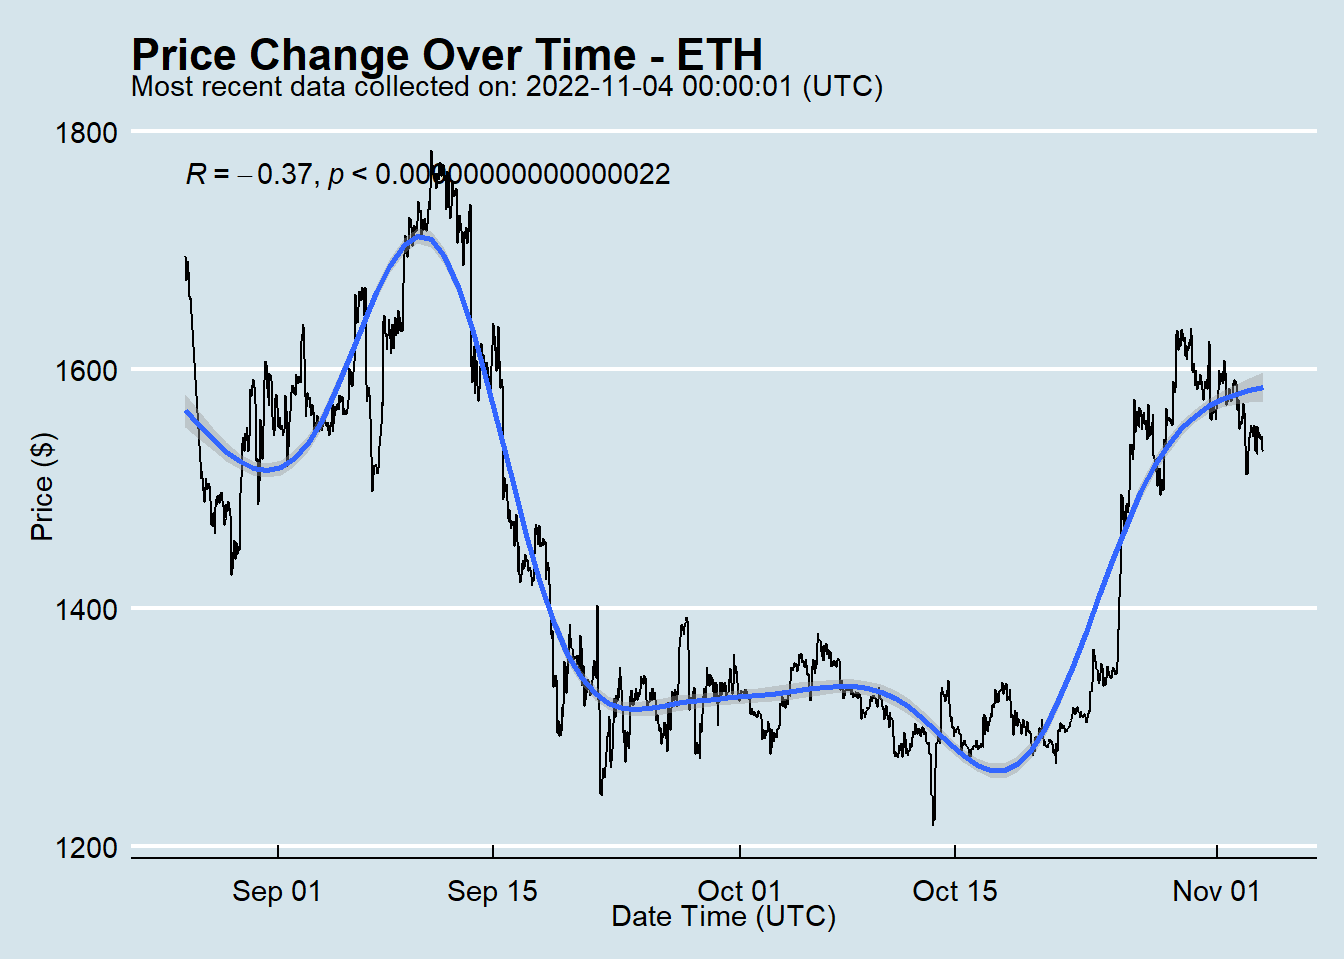 Price Change Over Time - ETH
Most recent data collected on: 2022-11-04 00:00:01 (UTC)
R = −0.37, p < 0.00000000000000022
1800
1600
1400
1200
Price ($)
Sep 01
Sep 15
Oct 01
Oct 15
Nov 01
Date Time (UTC)